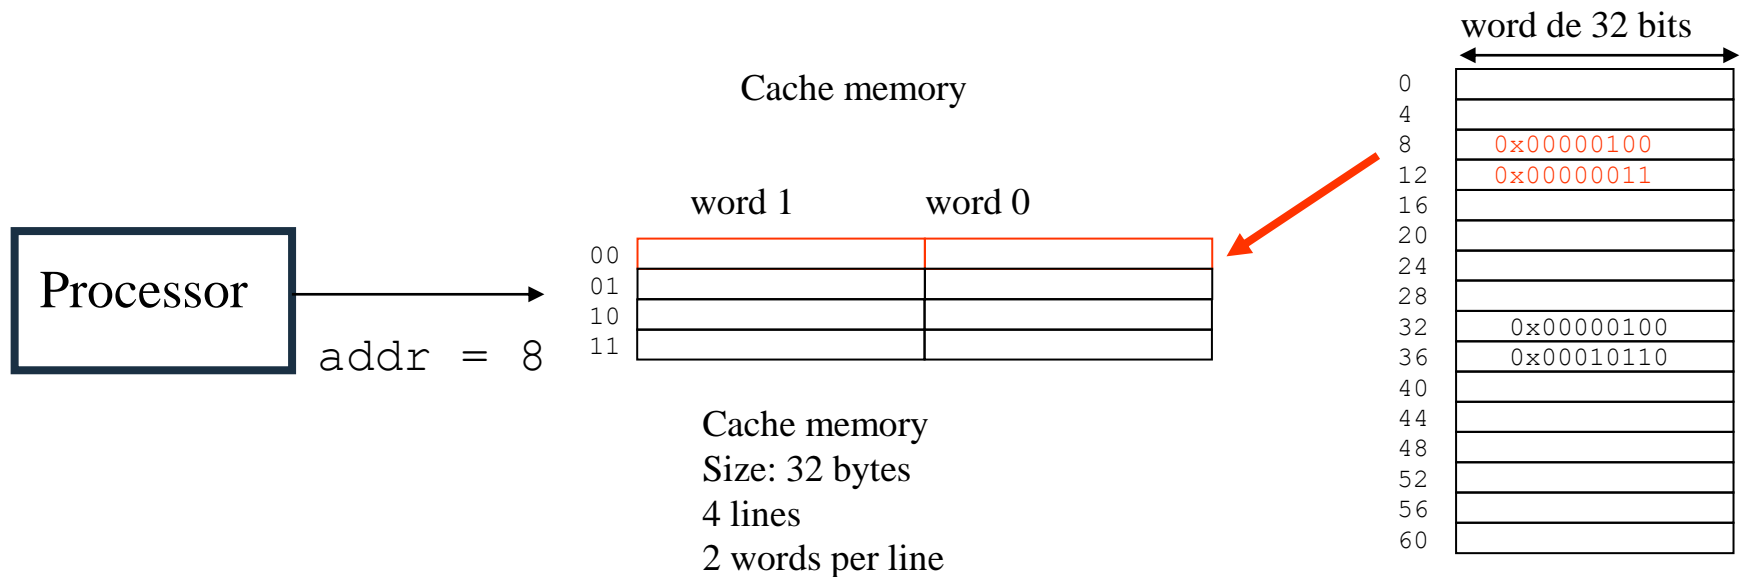 Cache memory
word 1 word 0
00
01
10
11
Processor
addr = 8
Cache memory
Size: 32 bytes
4 lines
2 words per line
word de 32 bits
0
4
8 0x00000100
12 0x00000011
16
20
24
28
32 0x00000100
36 0x00010110
40
44
48
52
56
60